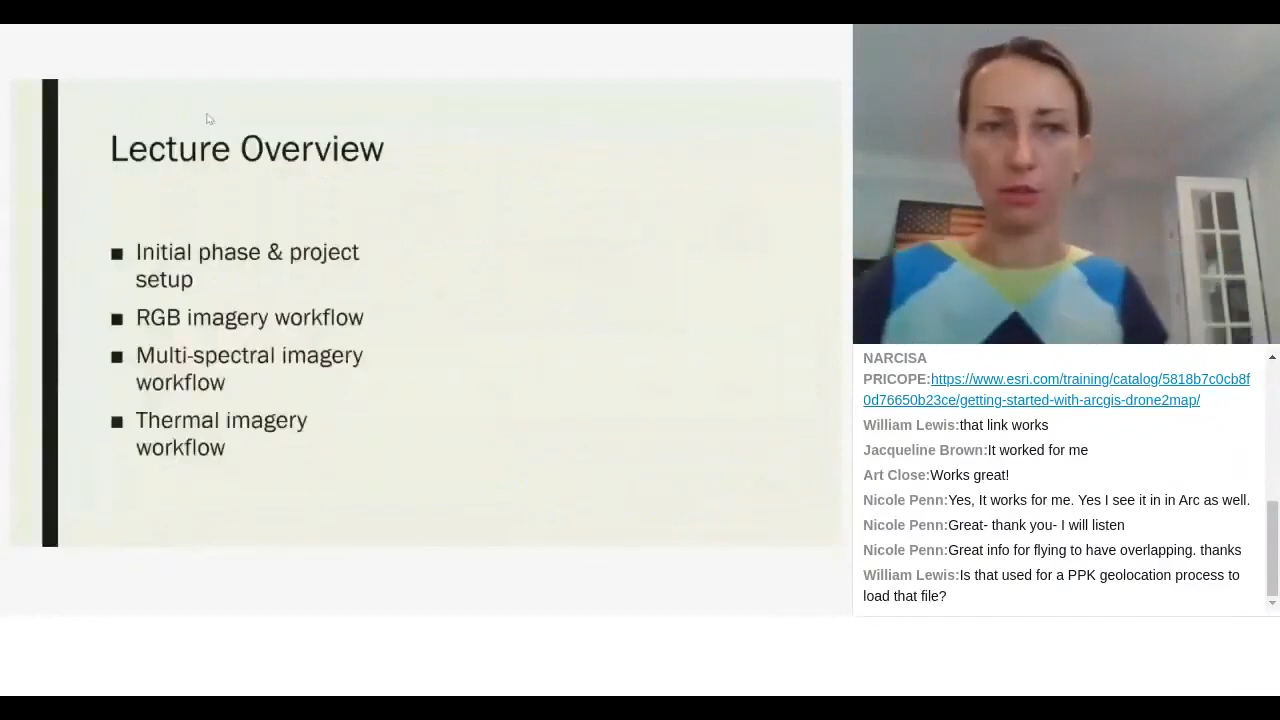 Lecture Overview
■ Initial phase & project
setup
■ RGB imagery workflow
■ Multi-spectral imagery
workflow
■ Thermal imagery
workflow
NARCISA
PRICOPE:https://www.esri.com/training/catalog/5818b7c0cb8f
0d76650b23ce/getting-started-with-arcgis-drone2map/
William Lewis:that link works
Jacqueline Brown:It worked for me
Art Close:Works great!
Nicole Penn:Yes, It works for me. Yes I see it in in Arc as well.
Nicole Penn:Great- thank you- I will listen
Nicole Penn:Great info for flying to have overlapping. thanks
William Lewis:Is that used for a PPK geolocation process to
load that file?